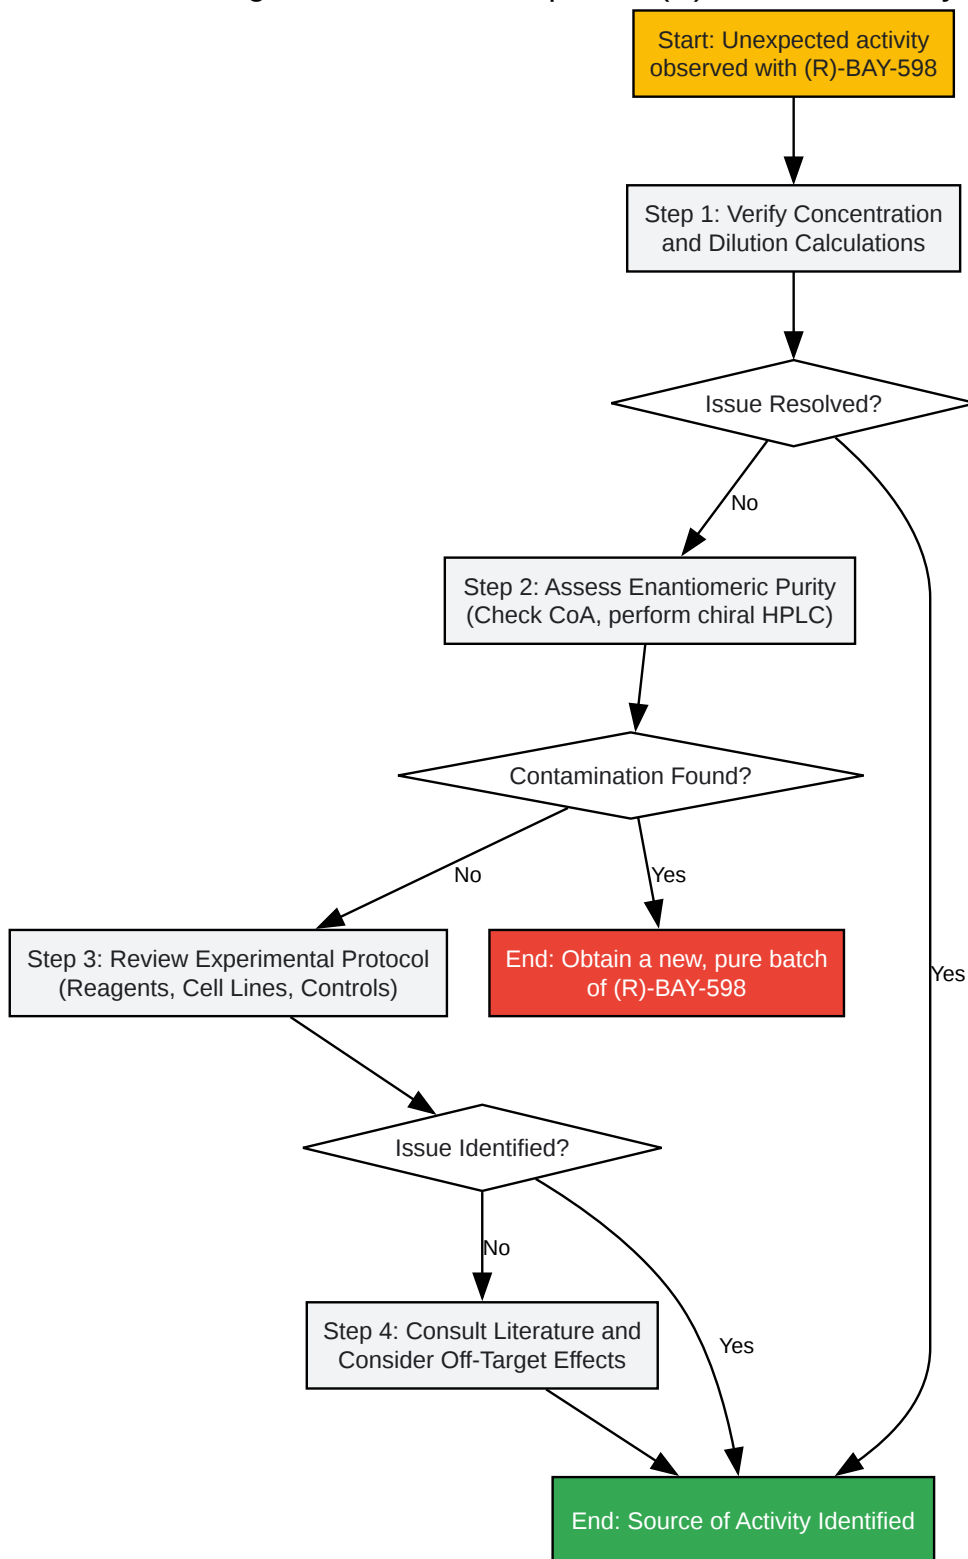 (R)
Start: Unexpected activity
observed with (R)-BAY-598
Step 1: Verify Concentration
and Dilution Calculations
Issue Resolved?
No
Step 2: Assess Enantiomeric Purity
(Check CoA, perform chiral HPLC)
Contamination Found?
No
Yes
Step 3: Review Experimental Protocol
(Reagents, Cell Lines, Controls)
End: Obtain a new, pure batch
of (R)-BAY-598
Yes
Issue Identified?
No
Step 4: Consult Literature and
Consider Off-Target Effects
Yes
End: Source of Activity Identified